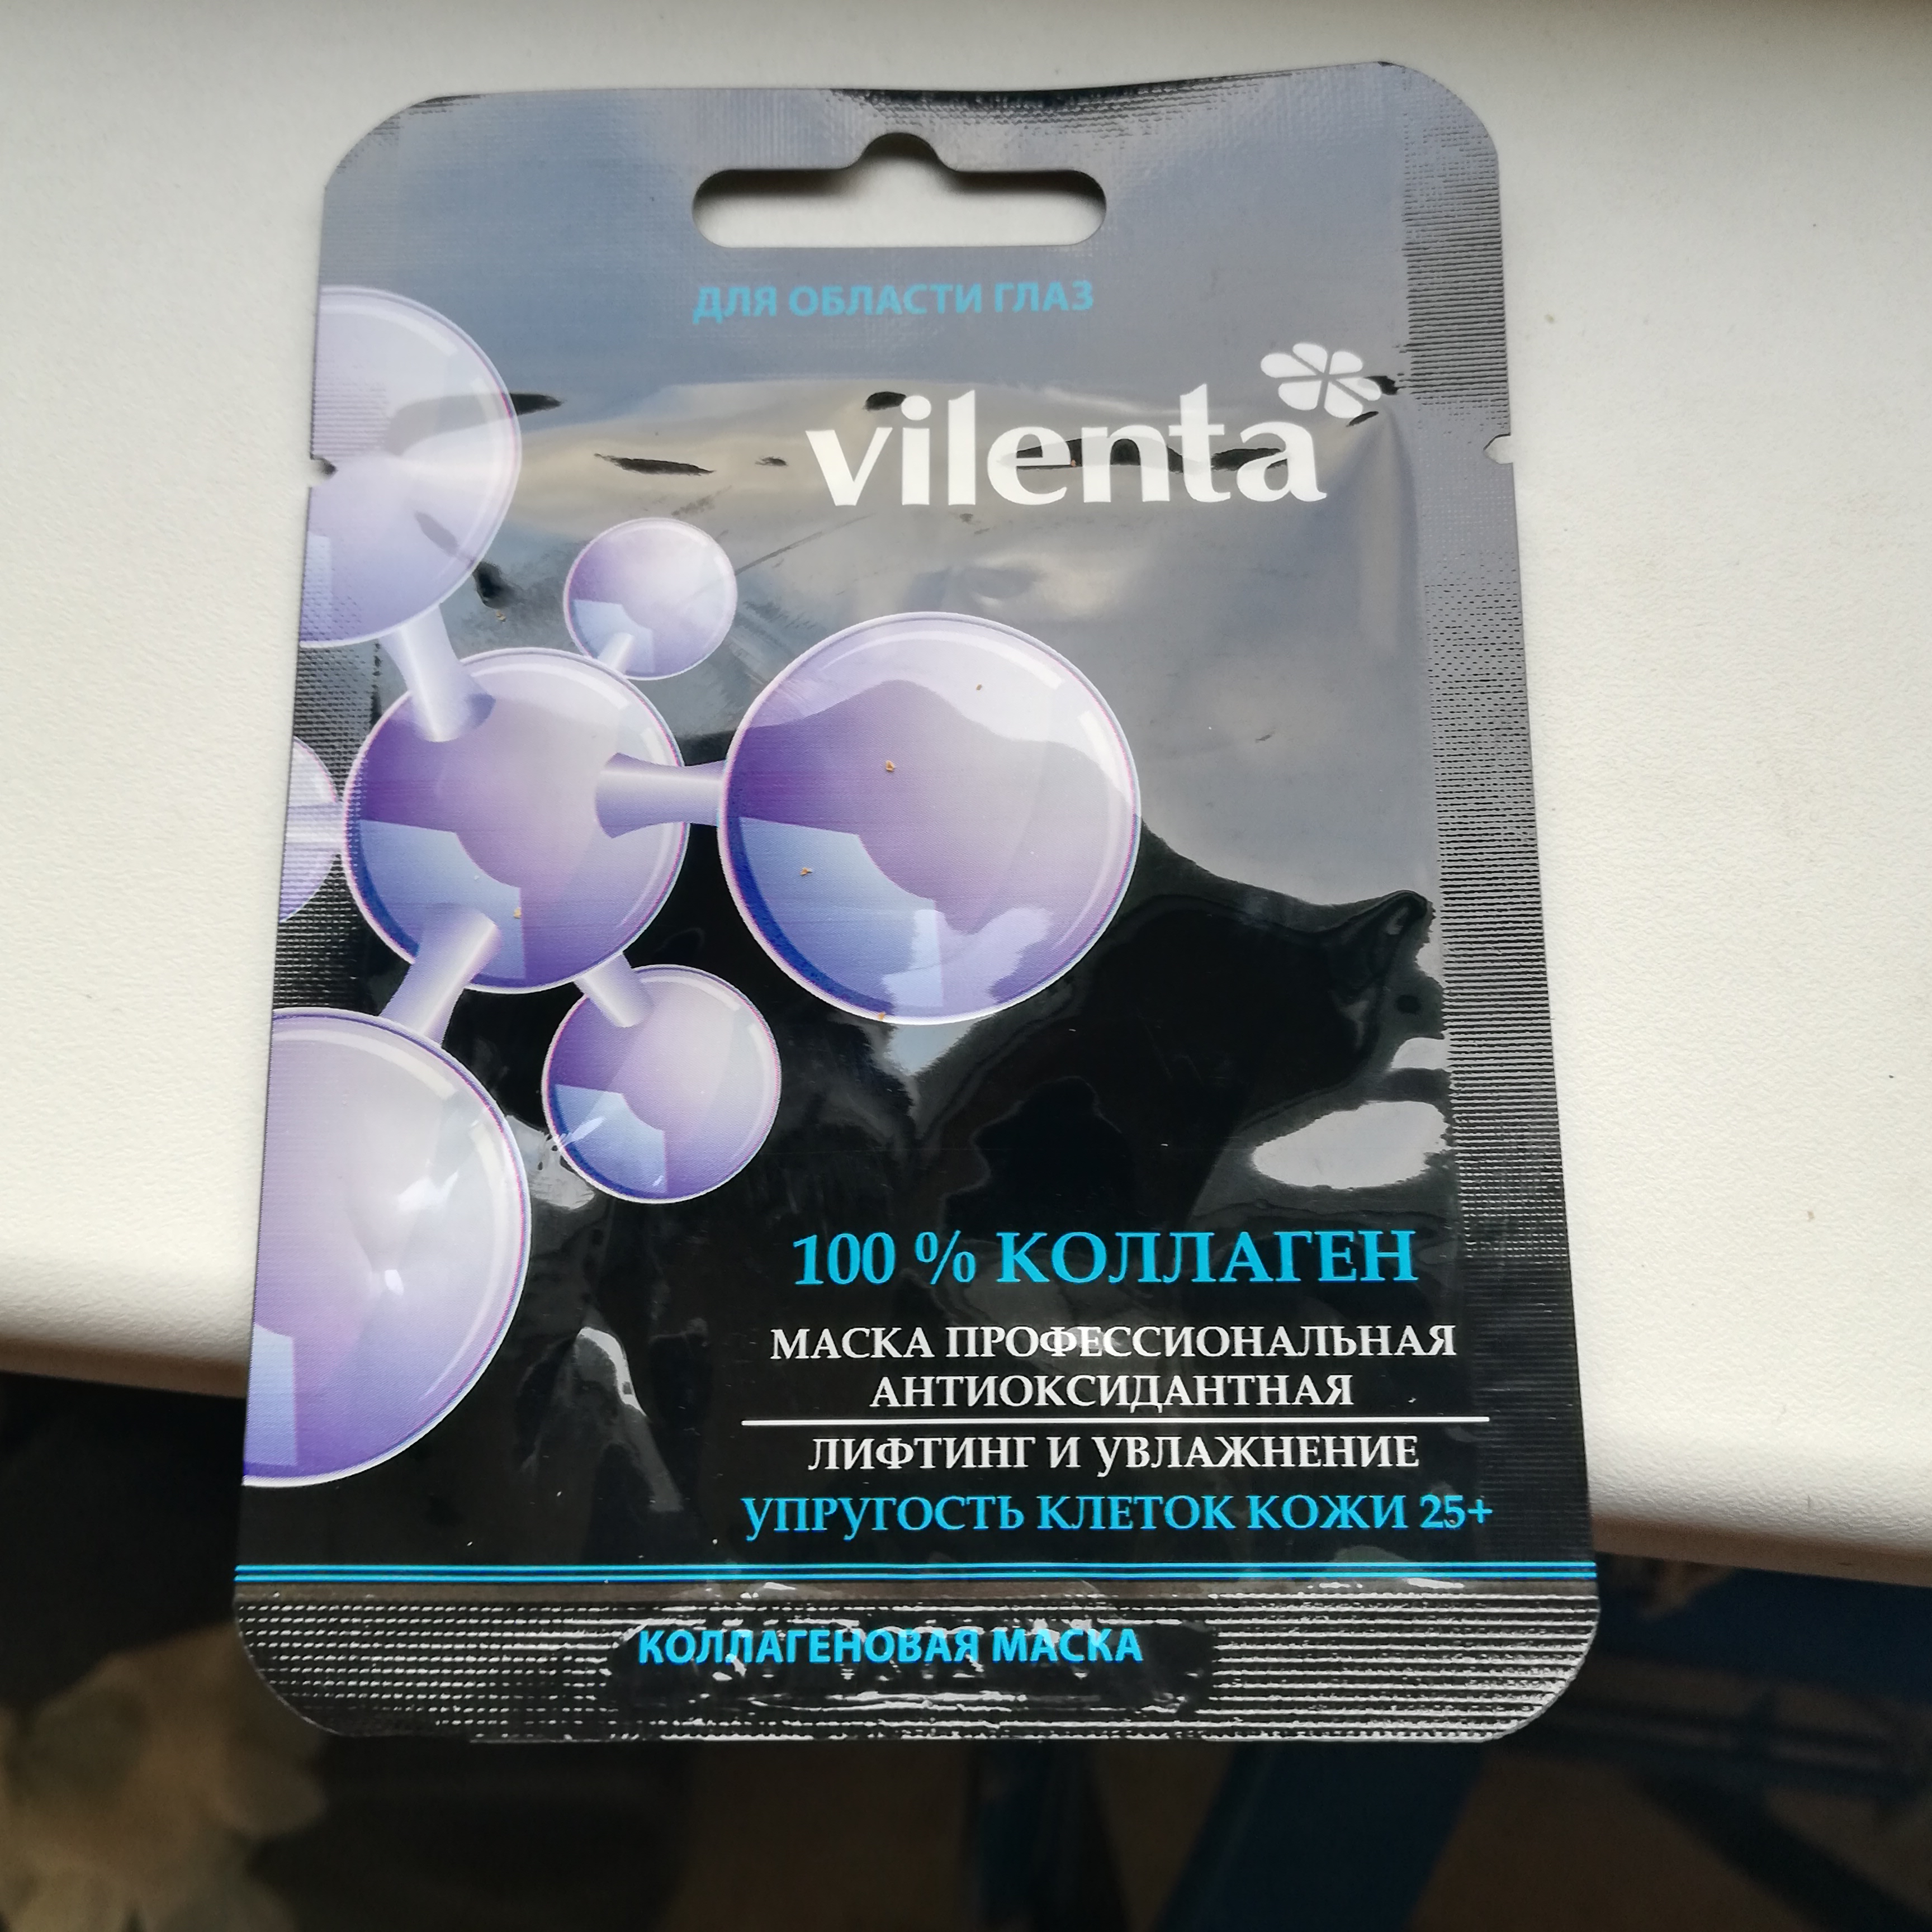 ДЛЯ ОБЛАСТИ ГЛАЗ
vilenta
100 % КОЛЛАГЕН
МАСКА ПРОФЕССИОНАЛЬНАЯ
АНТИОКСИДАНТНАЯ
ЛИФТИНГ И УВЛАЖНЕНИЕ
УПРУГОСТЬ КЛЕТОК КОЖИ 25+
КОЛЛАГЕНОВАЯ МАСКА